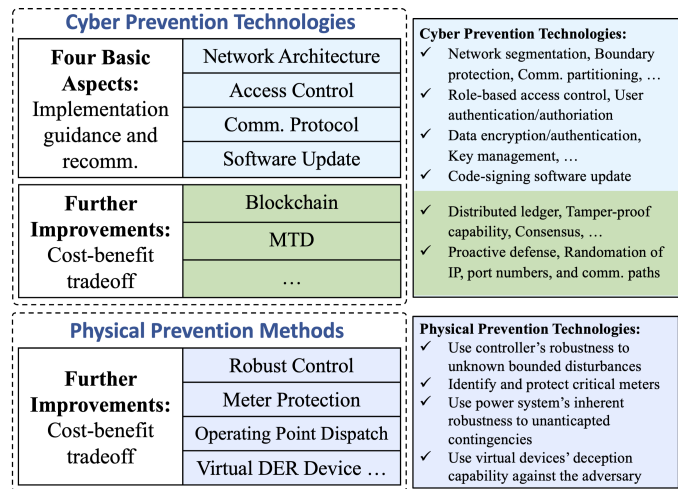 Cyber Prevention Technologies
Four Basic
Aspects:
Implementation
guidance and
recomm.
Network Architecture
Access Control
Comm. Protocol
Software Update
Further
Improvements:
Cost-benefit
tradeoff
Blockchain
MTD
…
Cyber Prevention Technologies:
✓ Network segmentation, Boundary
protection, Comm. partitioning, …
✓ Role-based access control, User
authentication/authoriation
✓ Data encryption/authentication,
Key management, …
✓ Code-signing software update
✓ Distributed ledger, Tamper-proof
capability, Consensus, …
✓ Proactive defense, Randomation of
IP, port numbers, and comm. paths
Physical Prevention Methods
Further
Improvements:
Cost-benefit
tradeoff
Robust Control
Meter Protection
Operating Point Dispatch
Virtual DER Device …
Physical Prevention Technologies:
✓ Use controller’s robustness to
unknown bounded disturbances
✓ Identify and protect critical meters
✓ Use power system’s inherent
robustness to unanticapted
contingencies
✓ Use virtual devices’ deception
capability against the adversary